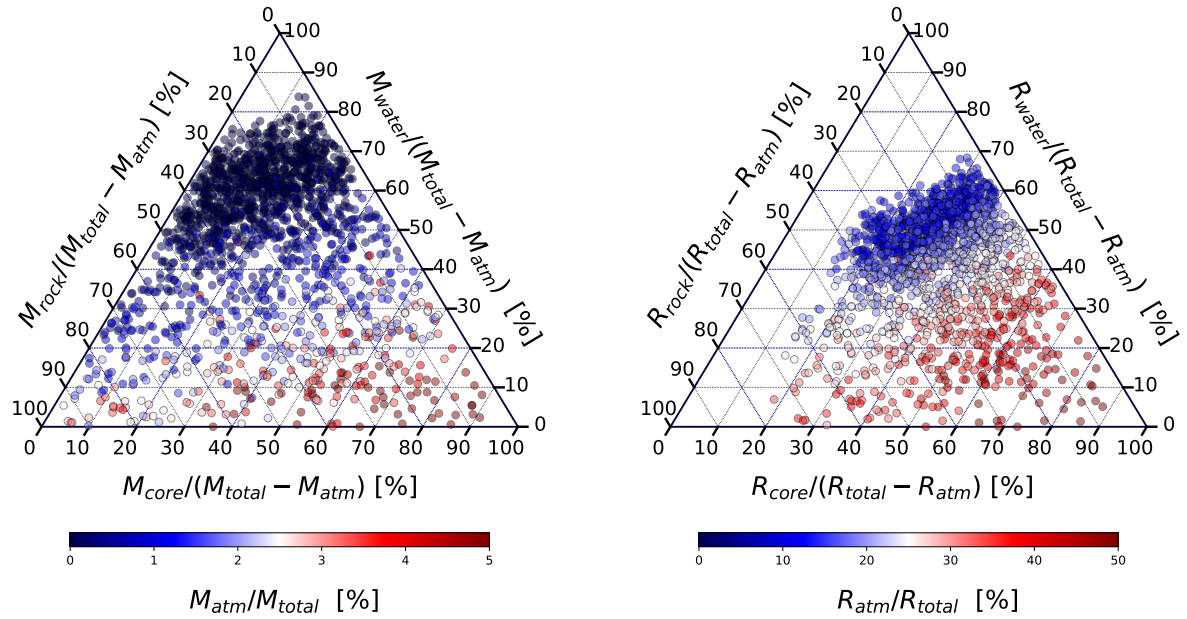 0 100
10 90
20 80
30 70
40 60
50 50
60 40
70 30
80 20
90 10
100 0
0 10 20 30 40 50 60 70 80 90 100
M_rock/(M_total − M_atm) [%]
M_water/(M_total − M_atm) [%]
M_core/(M_total − M_atm) [%]
0 1 2 3 4 5
M_atm/M_total [%]
0 100
10 90
20 80
30 70
40 60
50 50
60 40
70 30
80 20
90 10
100 0
0 10 20 30 40 50 60 70 80 90 100
R_rock/(R_total − R_atm) [%]
R_water/(R_total − R_atm) [%]
R_core/(R_total − R_atm) [%]
0 10 20 30 40 50
R_atm/R_total [%]